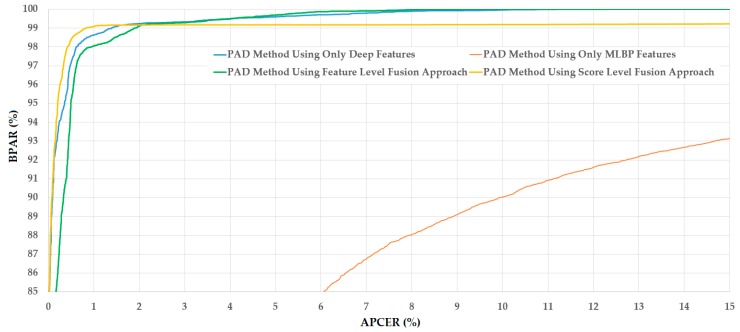 100
99
98
97
96
95
94
93
92
91
90
89
88
87
86
85
BPAR (%)
PAD Method Using Only Deep Features
PAD Method Using Only MLBP Features
PAD Method Using Feature Level Fusion Approach
PAD Method Using Score Level Fusion Approach
0 1 2 3 4 5 6 7 8 9 10 11 12 13 14 15
APCER (%)